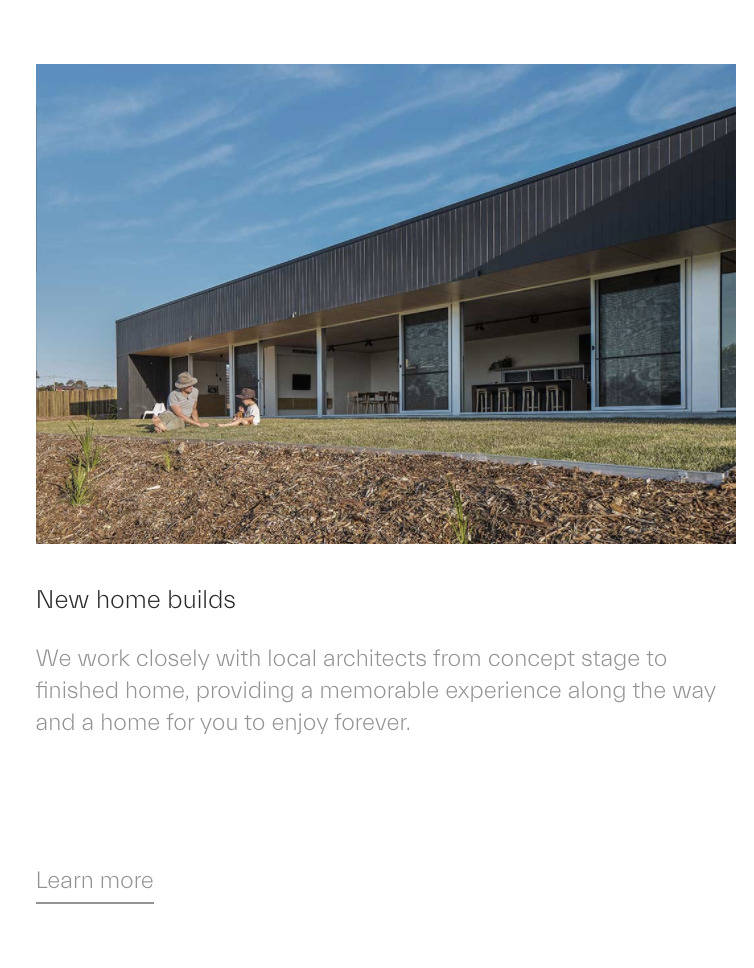 New home builds
We work closely with local architects from concept stage to
finished home, providing a memorable experience along the way
and a home for you to enjoy forever.
Learn more